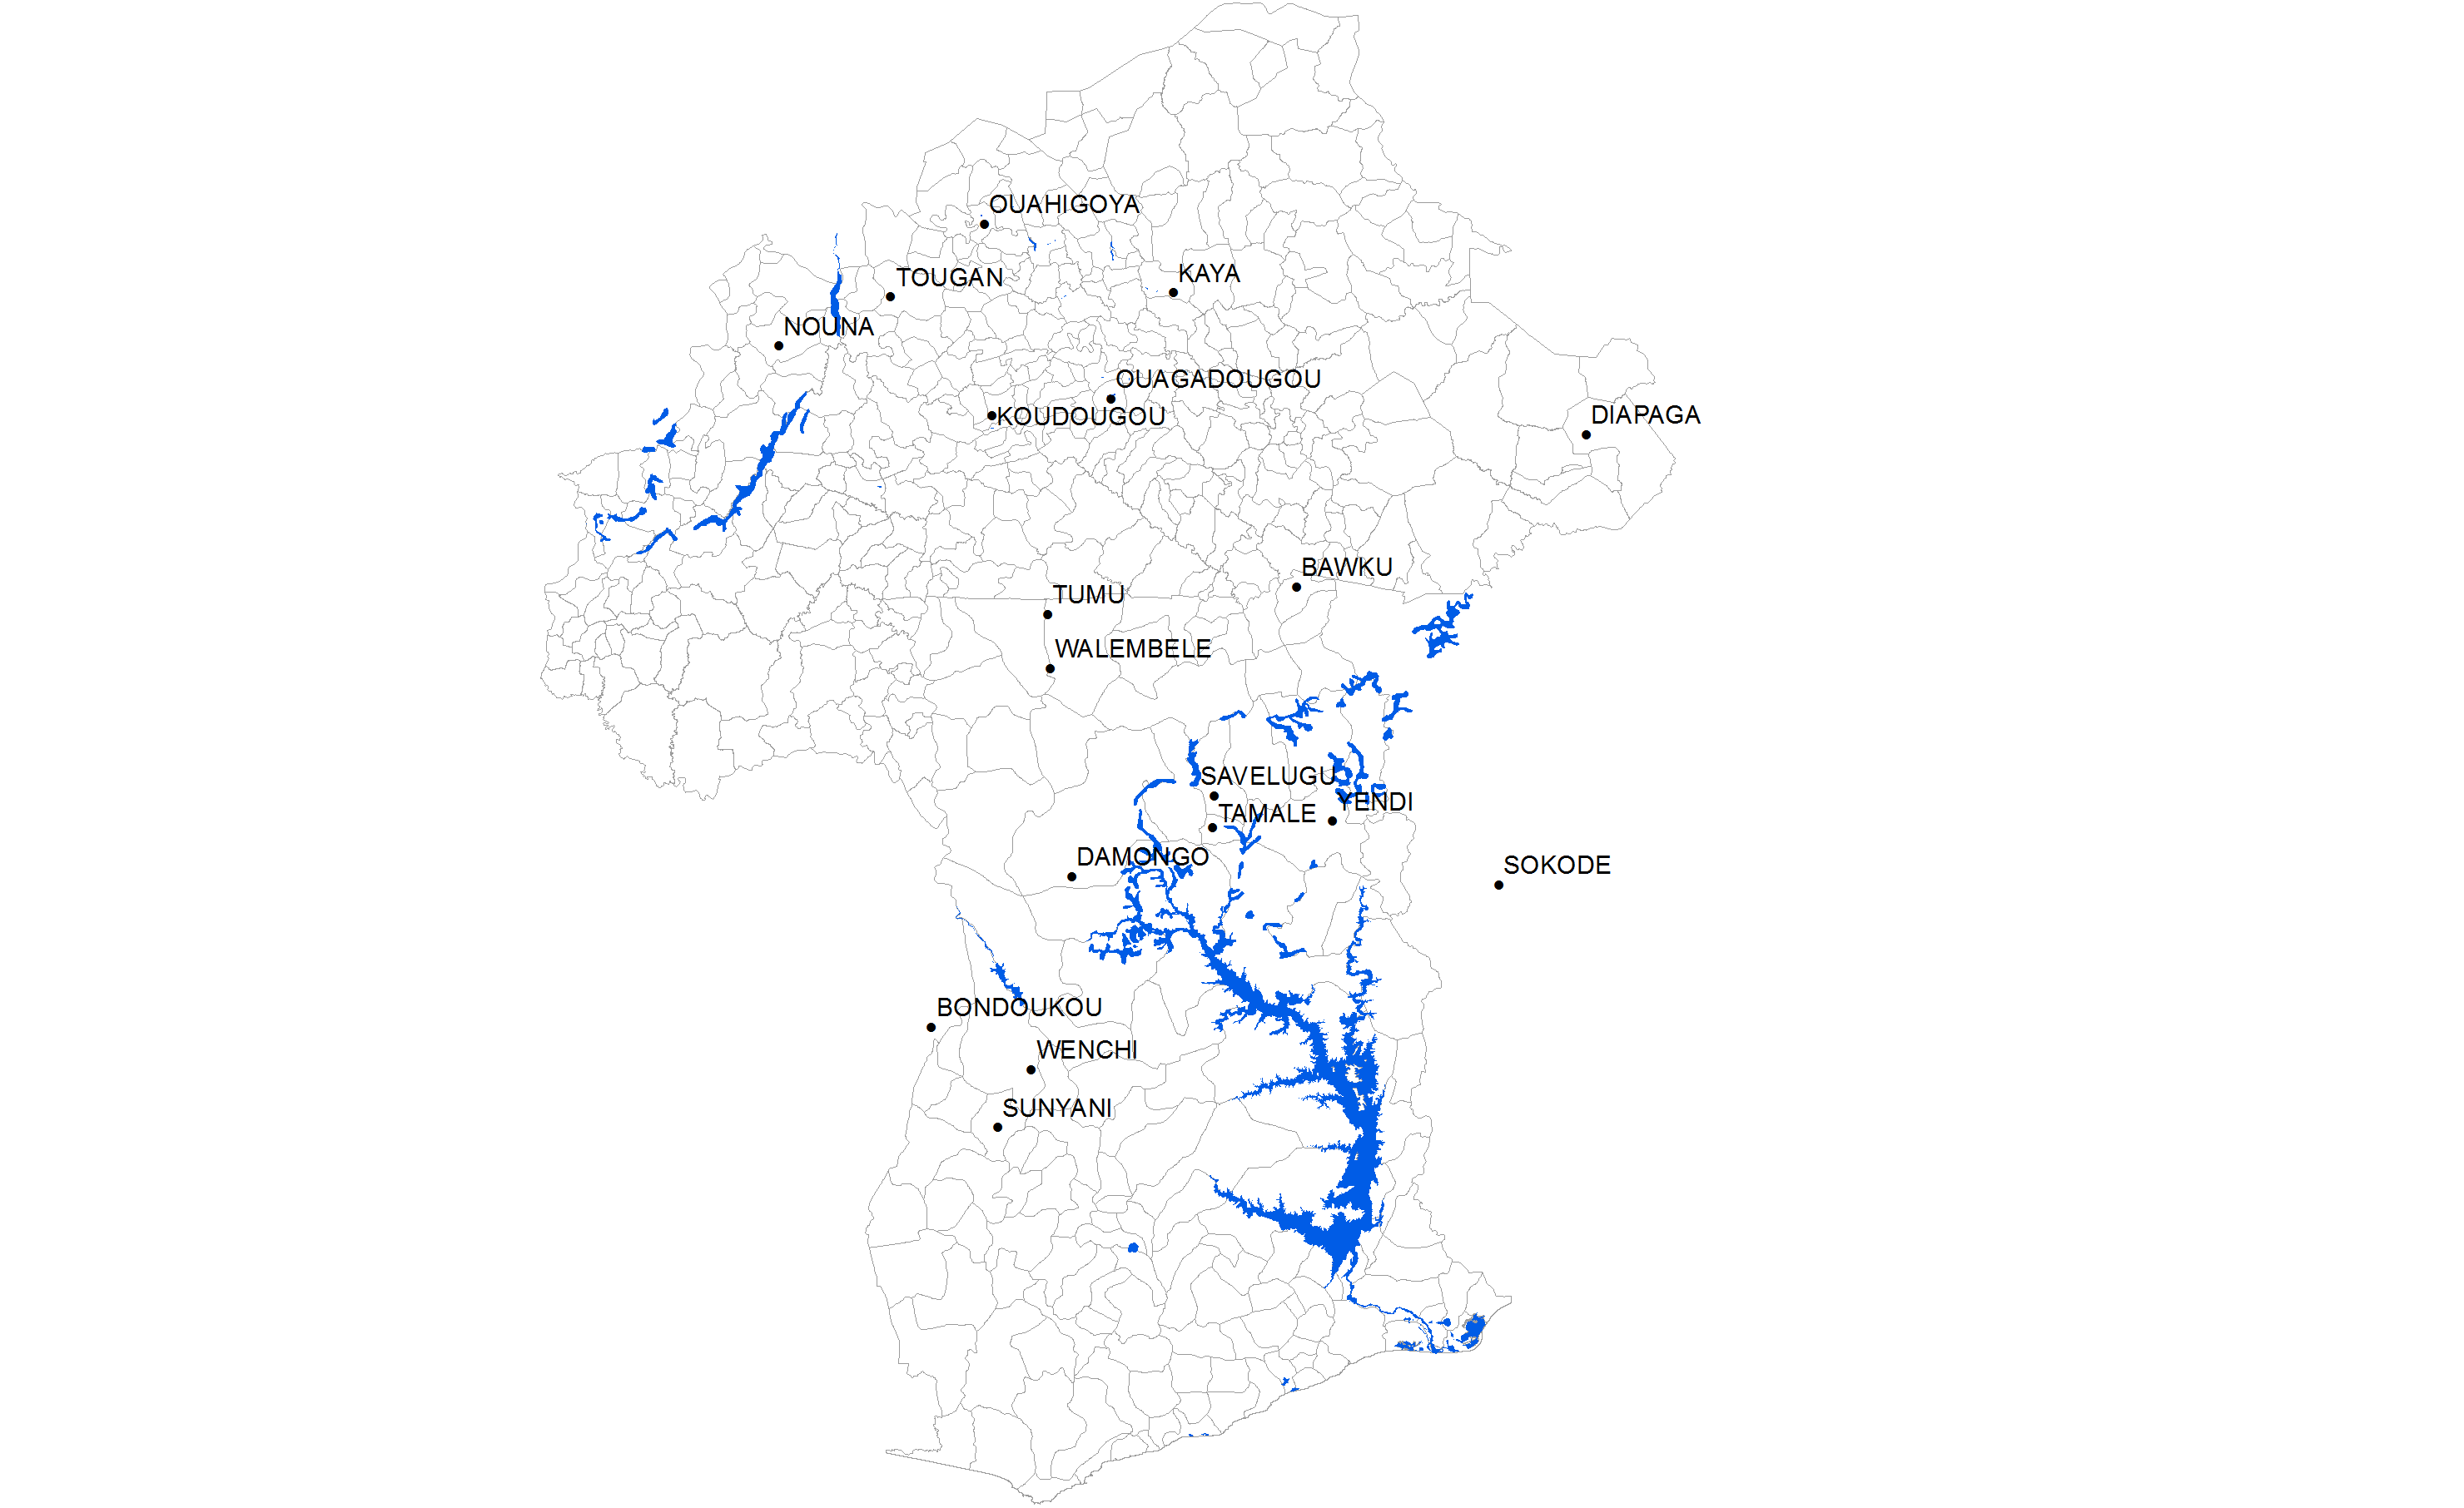 OUAHIGOYA
KAYA
TOUGAN
NOUNA
OUAGADOUGOU
KOUDOUGOU
DIAPAGA
BAWKU
TUMU
WALEMBELE
SAVELUGU
YENDI
TAMALE
DAMONGO
SOKODE
BONDOUKOU
WENCHI
SUNYANI